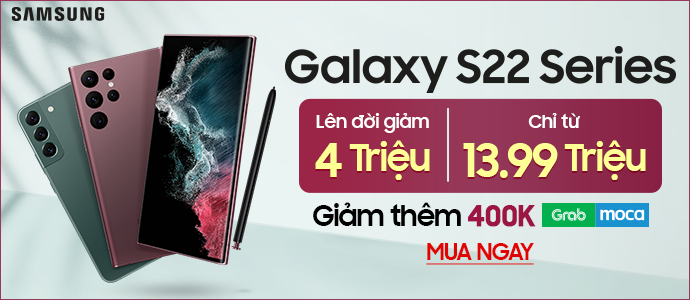 SAMSUNG
Galaxy S22 Series
Lên đời giảm
4 Triệu
Chỉ từ
13.99 Triệu
Giảm thêm 400K Grab moca
MUA NGAY